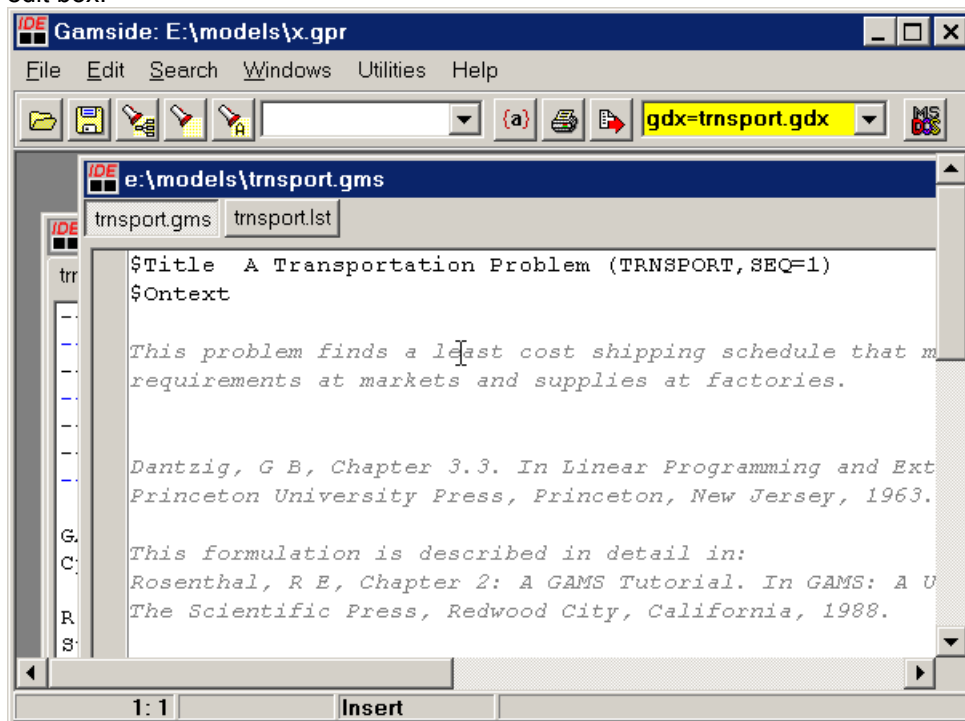 edit box.
IDE Gamside: E:\models\x.gpr
File Edit Search Windows Utilities Help
{a} gdx=trnsport.gdx MS DOS
IDE e:\models\trnsport.gms
trnsport.gms trnsport.lst
IDE
trr
$Title A Transportation Problem (TRNSPORT,SEQ=1)
$Ontext
This problem finds a least cost shipping schedule that m
requirements at markets and supplies at factories.
Dantzig, G B, Chapter 3.3. In Linear Programming and Ext
Princeton University Press, Princeton, New Jersey, 1963.
This formulation is described in detail in:
Rosenthal, R E, Chapter 2: A GAMS Tutorial. In GAMS: A U
The Scientific Press, Redwood City, California, 1988.
1: 1 Insert